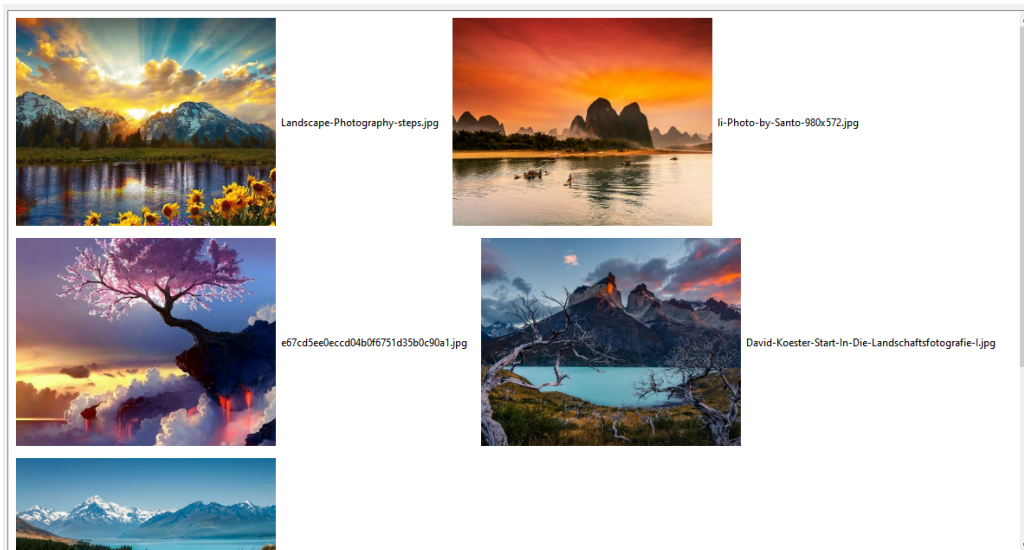 Landscape-Photography-steps.jpg
li-Photo-by-Santo-980x572.jpg
e67cd5ee0eccd04b0f6751d35b0c90a1.jpg
David-Koester-Start-In-Die-Landschaftsfotografie-I.jpg